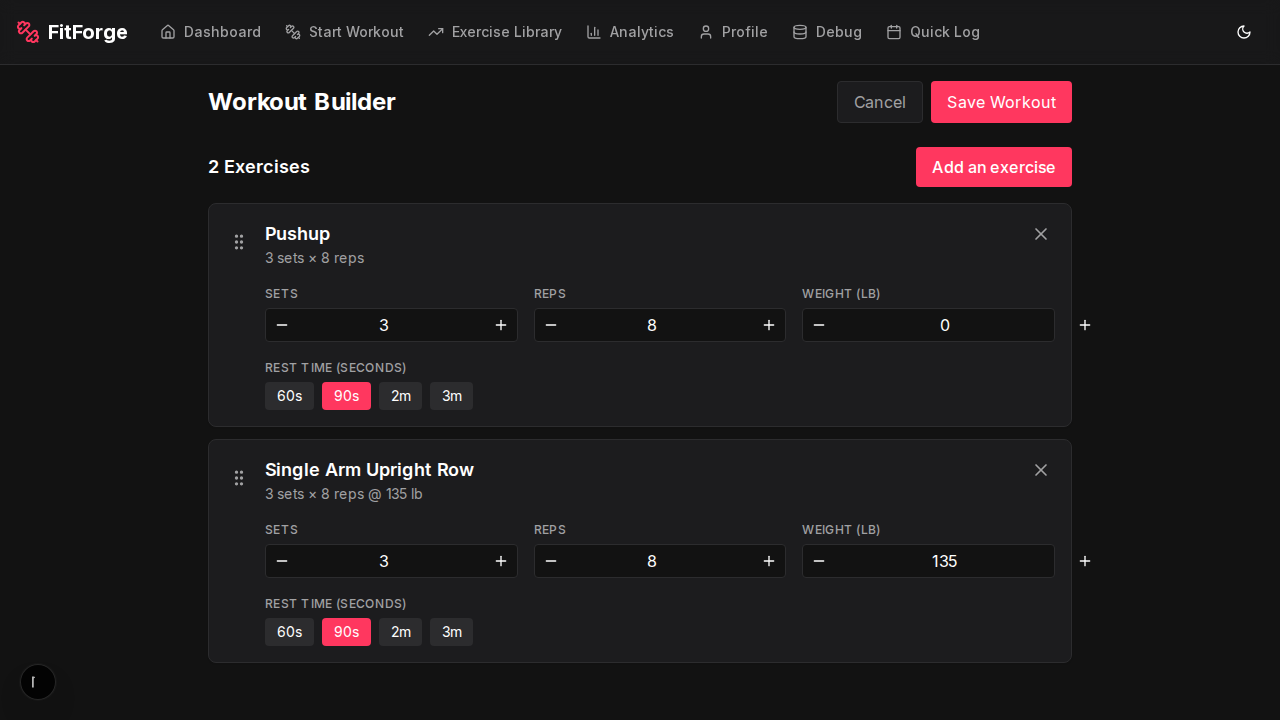 FitForge Dashboard Start Workout Exercise Library Analytics Profile Debug Quick Log
Workout Builder Cancel Save Workout
2 Exercises Add an exercise
Pushup
3 sets × 8 reps
SETS REPS WEIGHT (LB)
− 3 + − 8 + − 0 +
REST TIME (SECONDS)
60s 90s 2m 3m
Single Arm Upright Row
3 sets × 8 reps @ 135 lb
SETS REPS WEIGHT (LB)
− 3 + − 8 + − 135 +
REST TIME (SECONDS)
60s 90s 2m 3m